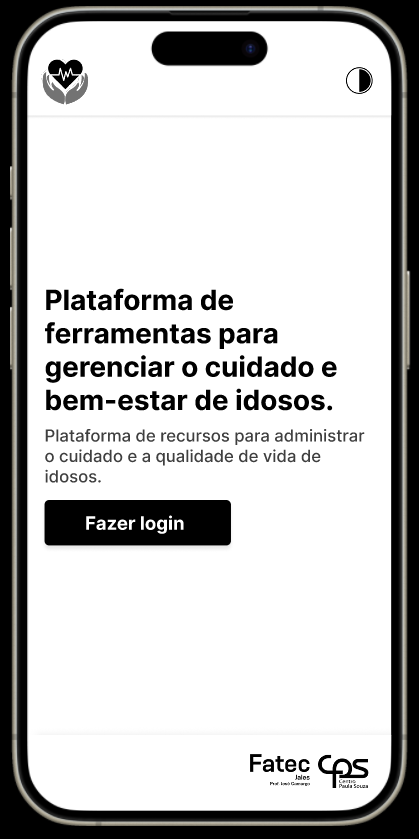 Plataforma de
ferramentas para
gerenciar o cuidado e
bem-estar de idosos.
Plataforma de recursos para administrar
o cuidado e a qualidade de vida de
idosos.
Fazer login
Fatec
Jales
Prof. José Camargo
cps
Centro
Paula Souza